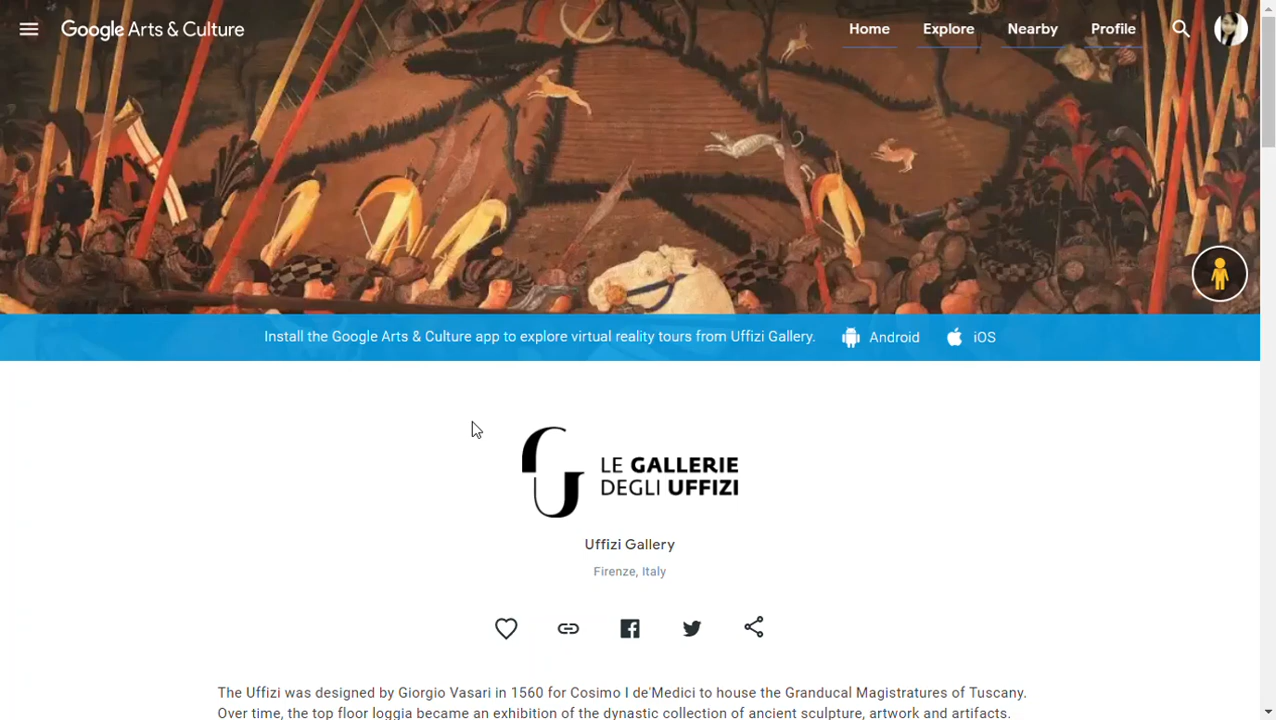 Google Arts & Culture
Home Explore Nearby Profile
Install the Google Arts & Culture app to explore virtual reality tours from Uffizi Gallery. Android iOS
LE GALLERIE
DEGLI UFFIZI
Uffizi Gallery
Firenze, Italy
The Uffizi was designed by Giorgio Vasari in 1560 for Cosimo I de'Medici to house the Granducal Magistratures of Tuscany.
Over time, the top floor loggia became an exhibition of the dynastic collection of ancient sculpture, artwork and artifacts.